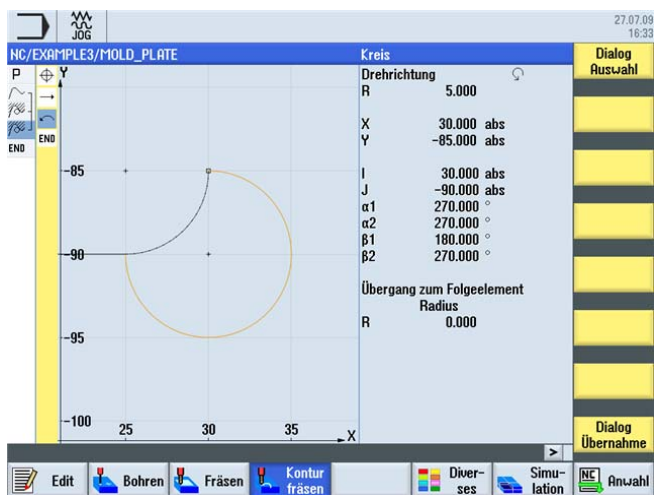 JOG
27.07.09
16:33
NC/EXAMPLE3/MOLD_PLATE
Kreis
Dialog
Auswahl
P
END
END
Y
-85
-90
-95
-100
25
30
35
X
Drehrichtung
R 5.000
X 30.000 abs
Y -85.000 abs
I 30.000 abs
J -90.000 abs
α1 270.000 °
α2 270.000 °
β1 180.000 °
β2 270.000 °
Übergang zum Folgeelement
Radius
R 0.000
Dialog
Übernahme
>
Edit
Bohren
Fräsen
Kontur
fräsen
Diver-
ses
Simu-
lation
NC
Anwahl